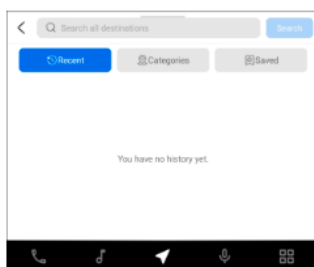 Search all destinations
Search
Recent
Categories
Saved
You have no history yet.